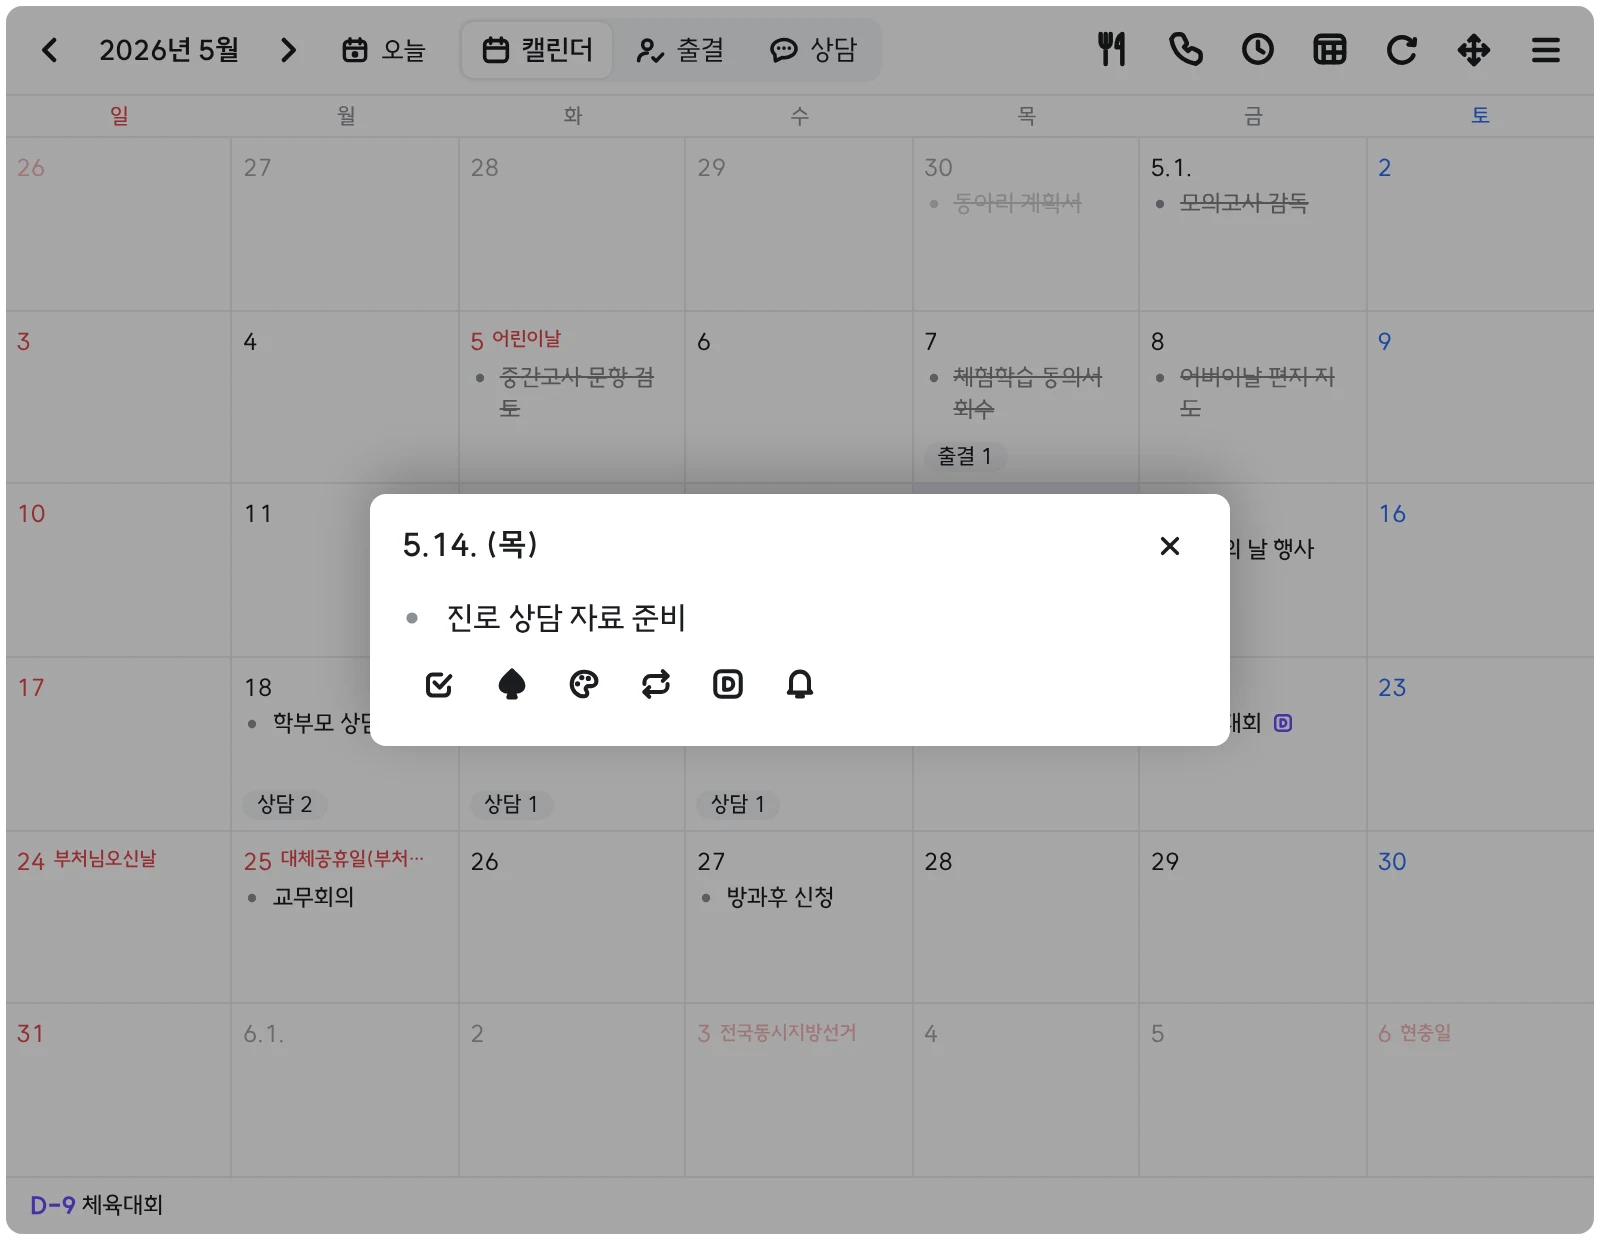 2026년 5월 오늘 캘린더 출결 상담
일 월 화 수 목 금 토
26 27 28 29 30 5.1. 2
동아리 계획서 모의고사 감독
3 4 5 어린이날 6 7 8 9
중간고사 문항 검 체험학습 동의서 어버이날 편지 지
토 회수 도
출결 1
10 11 16
5.14. (목)
의 날 행사
진로 상담 자료 준비
D
17 18 23
학부모 상담 대회 D
상담 2 상담 1 상담 1
24 부처님오신날 25 대체공휴일(부처… 26 27 28 29 30
교무회의 방과후 신청
31 6.1. 2 3 전국동시지방선거 4 5 6 현충일
D-9 체육대회